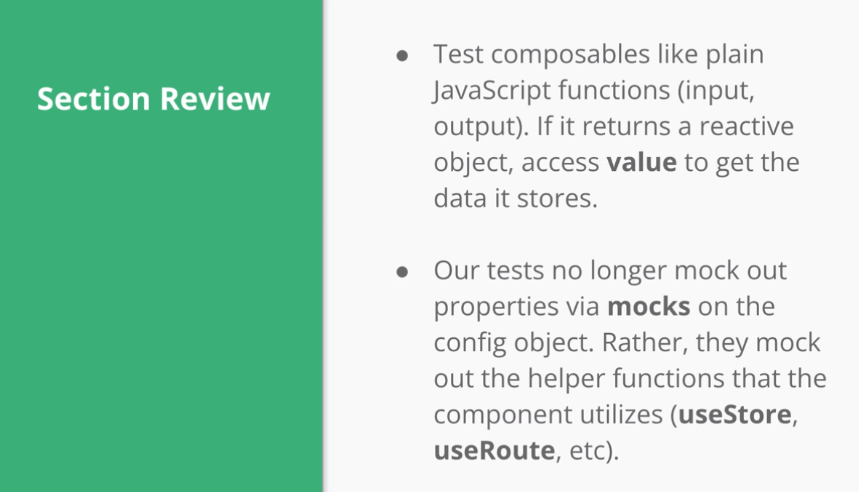 Section Review
● Test composables like plain
JavaScript functions (input,
output). If it returns a reactive
object, access value to get the
data it stores.
● Our tests no longer mock out
properties via mocks on the
config object. Rather, they mock
out the helper functions that the
component utilizes (useStore,
useRoute, etc).